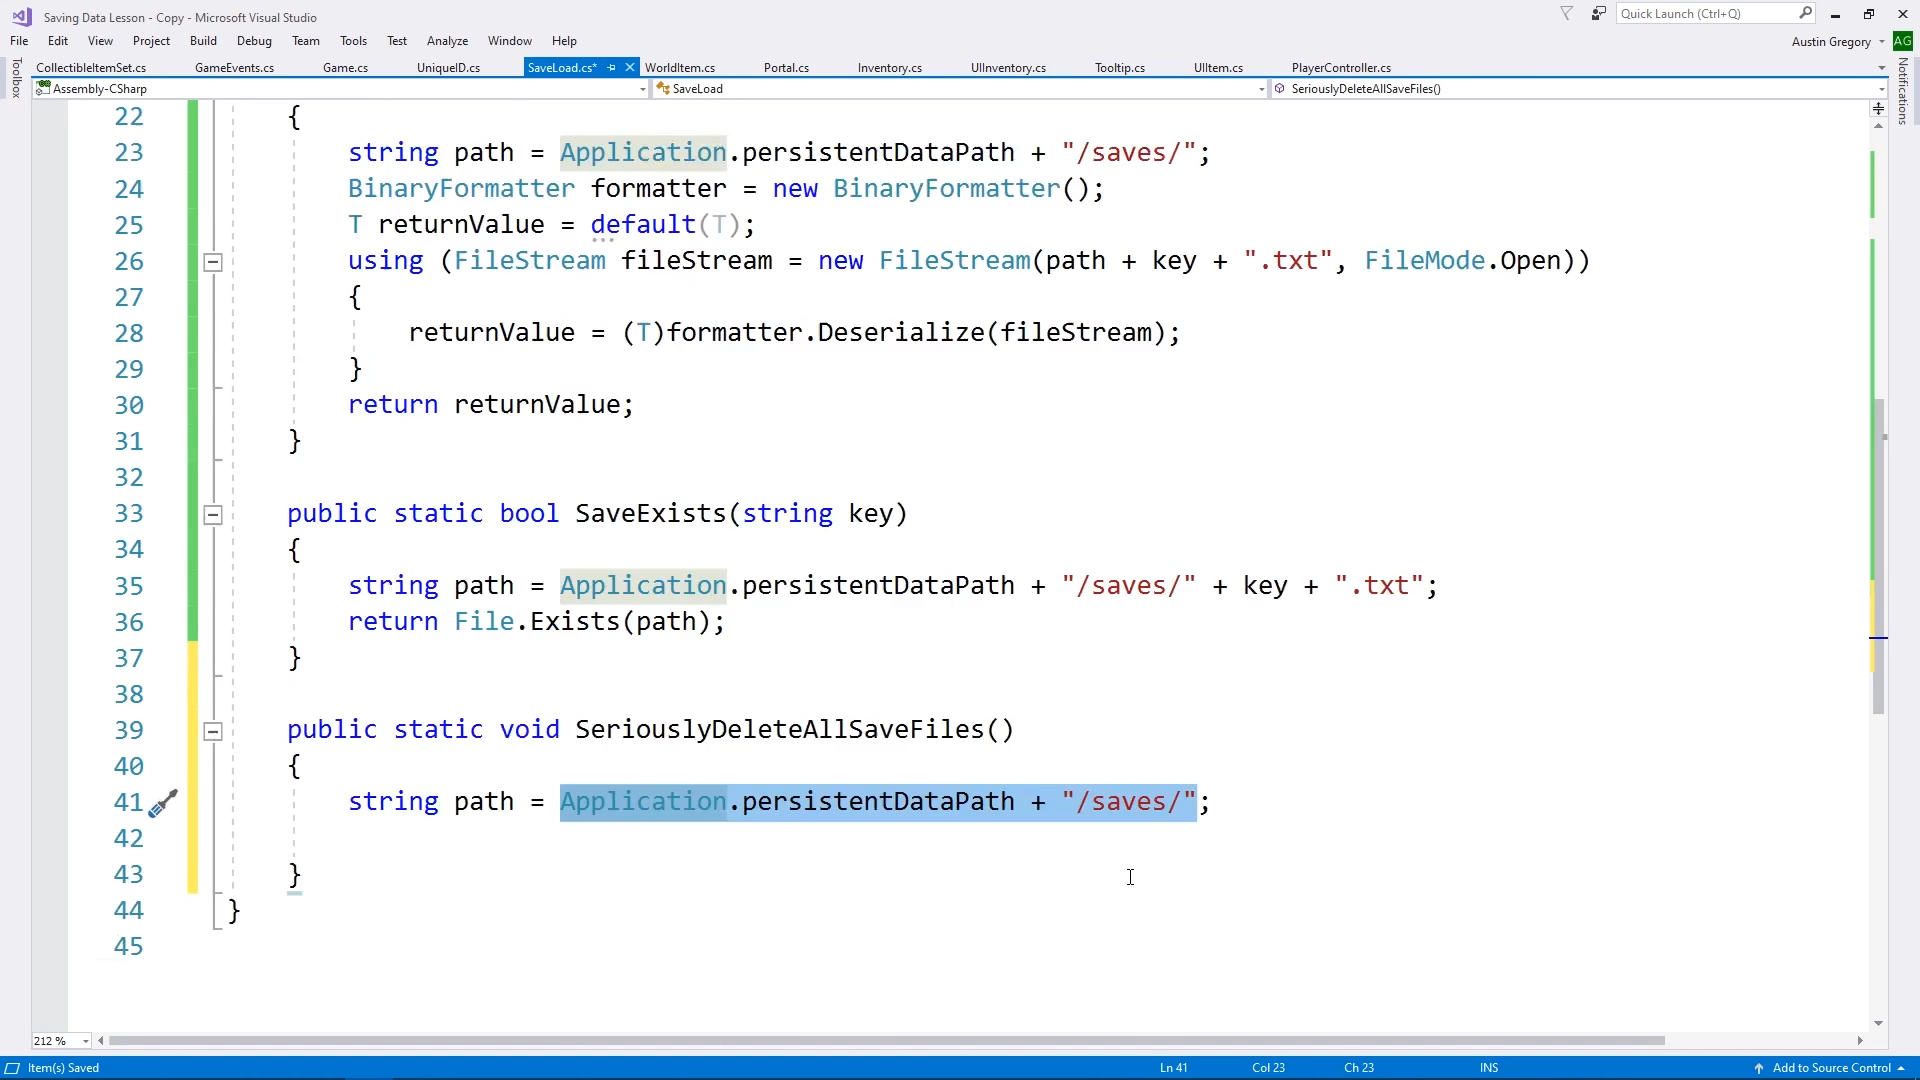 Saving Data Lesson - Copy - Microsoft Visual Studio
Quick Launch (Ctrl+Q)
File Edit View Project Build Debug Team Tools Test Analyze Window Help
Austin Gregory AG
Toolbox
CollectibleItemSet.cs GameEvents.cs Game.cs UniqueID.cs SaveLoad.cs* WorldItem.cs Portal.cs Inventory.cs UIInventory.cs Tooltip.cs UIItem.cs PlayerController.cs
Notifications
Assembly-CSharp SaveLoad SeriouslyDeleteAllSaveFiles()
22 {
23 string path = Application.persistentDataPath + "/saves/";
24 BinaryFormatter formatter = new BinaryFormatter();
25 T returnValue = default(T);
26 using (FileStream fileStream = new FileStream(path + key + ".txt", FileMode.Open))
27 {
28 returnValue = (T)formatter.Deserialize(fileStream);
29 }
30 return returnValue;
31 }
32
33 public static bool SaveExists(string key)
34 {
35 string path = Application.persistentDataPath + "/saves/" + key + ".txt";
36 return File.Exists(path);
37 }
38
39 public static void SeriouslyDeleteAllSaveFiles()
40 {
41 string path = Application.persistentDataPath + "/saves/";
42
43 }
44 }
45
212 %
Item(s) Saved Ln 41 Col 23 Ch 23 INS Add to Source Control